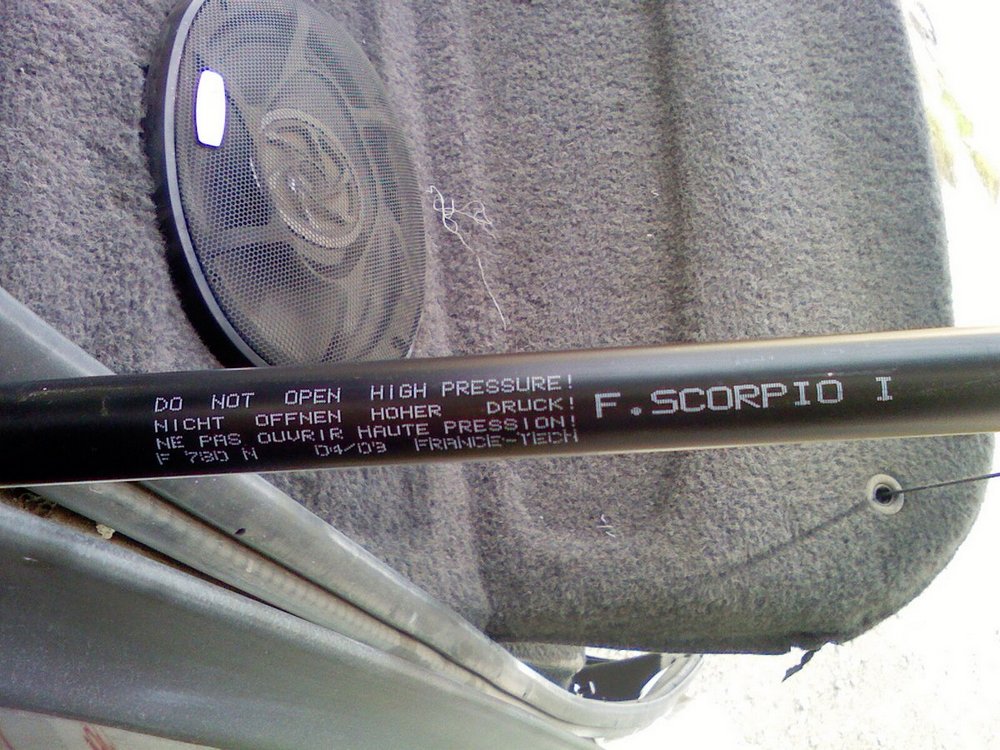 DO NOT OPEN HIGH PRESSURE!
NICHT OFFNEN HOHER DRUCK!
NE PAS OUVRIR HAUTE PRESSION!
F 780 N 04/03 FRANCE-TECH
F.SCORPIO I